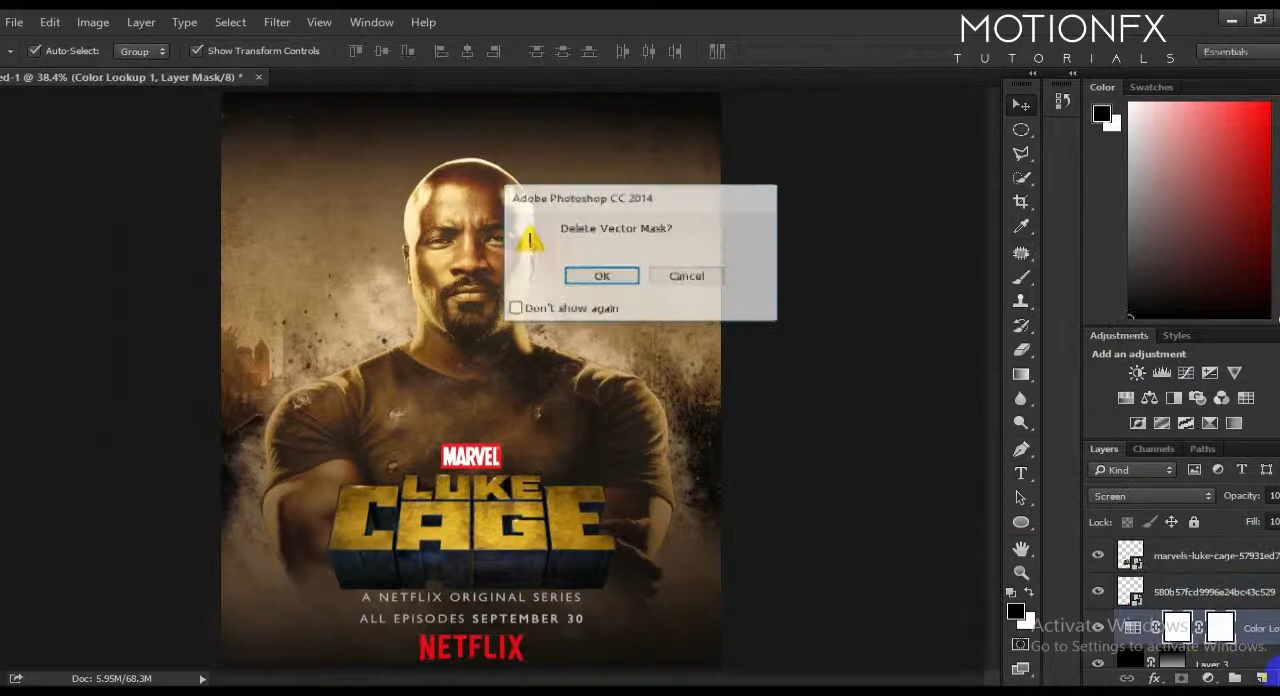 File Edit Image Layer Type Select Filter View Window Help
MOTIONFX
TUTORIALS
Auto-Select: Group Show Transform Controls
Essentials
ed-1 @ 38.4% (Color Lookup 1, Layer Mask/8) * ×
Color Swatches
Adobe Photoshop CC 2014
Delete Vector Mask?
OK Cancel
Don't show again
Adjustments Styles
Add an adjustment
MARVEL
LUKE
CAGE
A NETFLIX ORIGINAL SERIES
ALL EPISODES SEPTEMBER 30
NETFLIX
Layers Channels Paths
Kind
Screen Opacity: 10
Lock: Fill: 10
marvels-luke-cage-57931ed7
580b57fcd9996e24bc43c529
Color Lo
Layer 3
Activate Windows
Go to Settings to activate Windows.
fx
Doc: 5.95M/68.3M